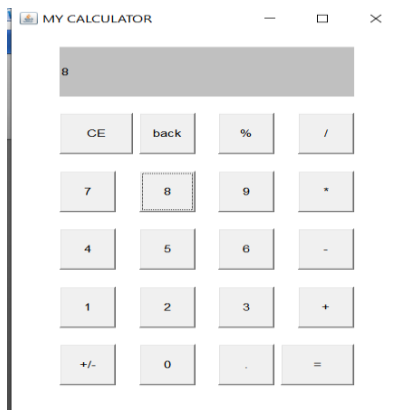 MY CALCULATOR
8
CE back % /
7 8 9 *
4 5 6 -
1 2 3 +
+/- 0 . =